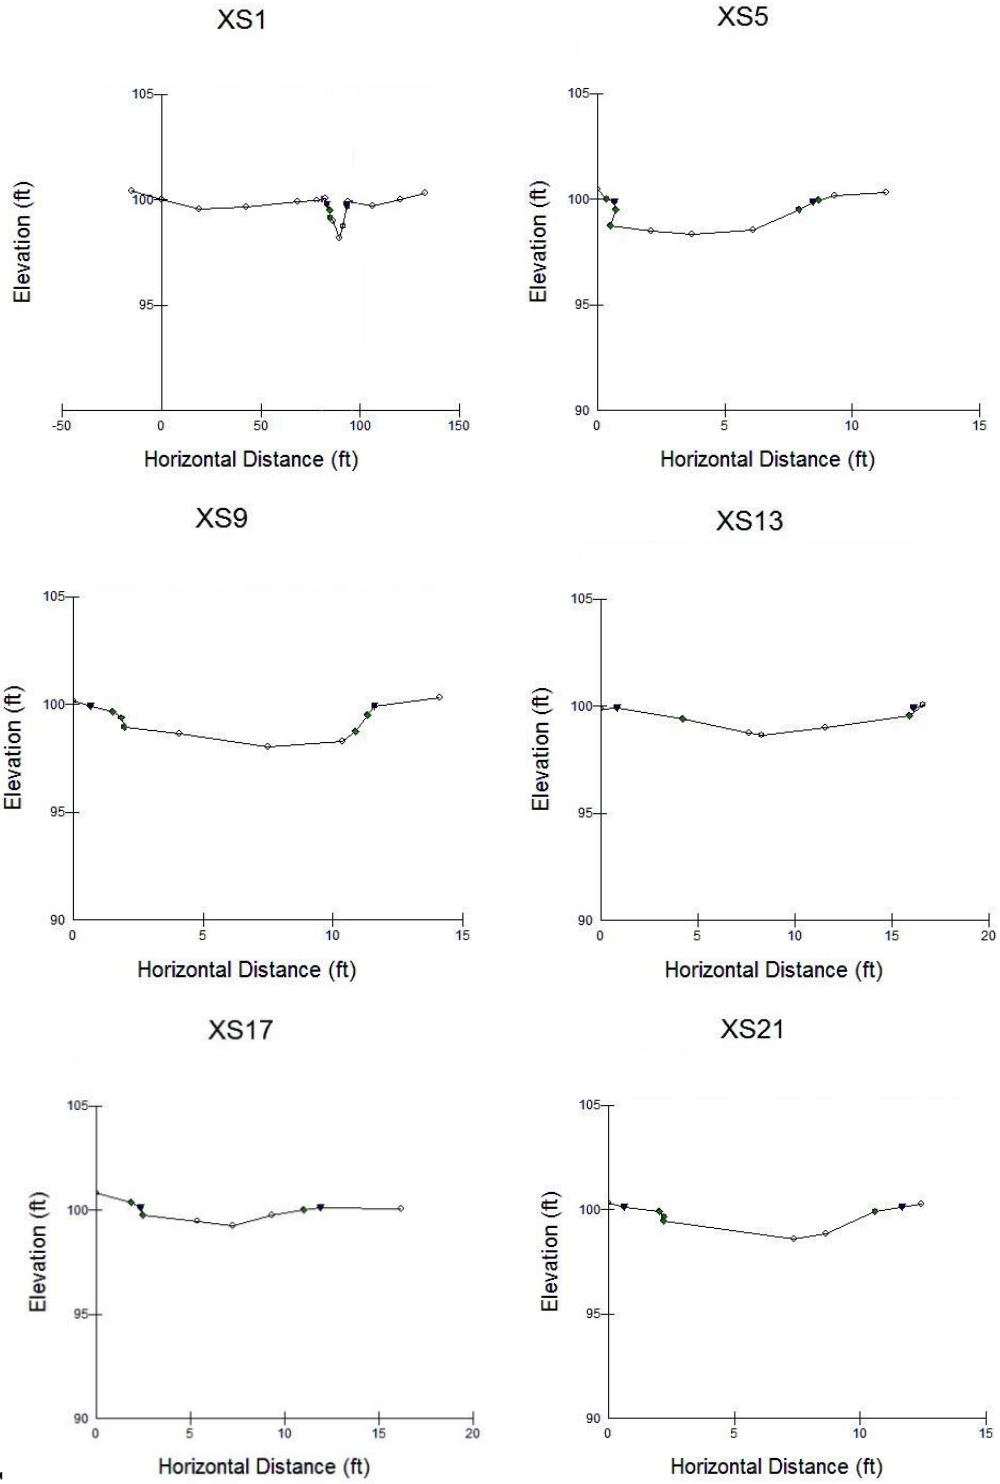 XS1
105
100
95
-50 0 50 100 150
Elevation (ft)
Horizontal Distance (ft)
XS5
105
100
95
90
0 5 10 15
Elevation (ft)
Horizontal Distance (ft)
XS9
105
100
95
90
0 5 10 15
Elevation (ft)
Horizontal Distance (ft)
XS13
105
100
95
90
0 5 10 15 20
Elevation (ft)
Horizontal Distance (ft)
XS17
105
100
95
90
0 5 10 15 20
Elevation (ft)
Horizontal Distance (ft)
XS21
105
100
95
90
0 5 10 15
Elevation (ft)
Horizontal Distance (ft)